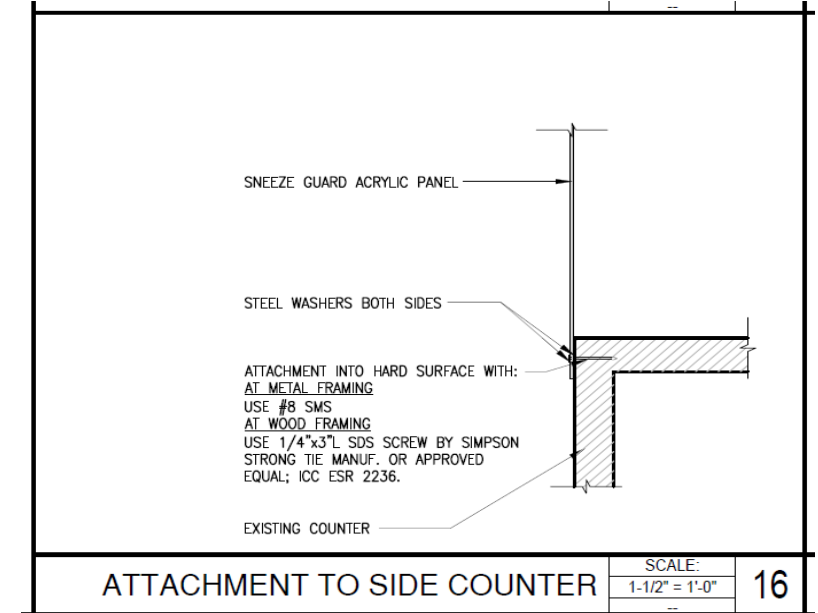 --
SNEEZE GUARD ACRYLIC PANEL
STEEL WASHERS BOTH SIDES
ATTACHMENT INTO HARD SURFACE WITH:
AT METAL FRAMING
USE #8 SMS
AT WOOD FRAMING
USE 1/4"x3"L SDS SCREW BY SIMPSON
STRONG TIE MANUF. OR APPROVED
EQUAL; ICC ESR 2236.
EXISTING COUNTER
ATTACHMENT TO SIDE COUNTER
SCALE:
1-1/2" = 1'-0"
--
16